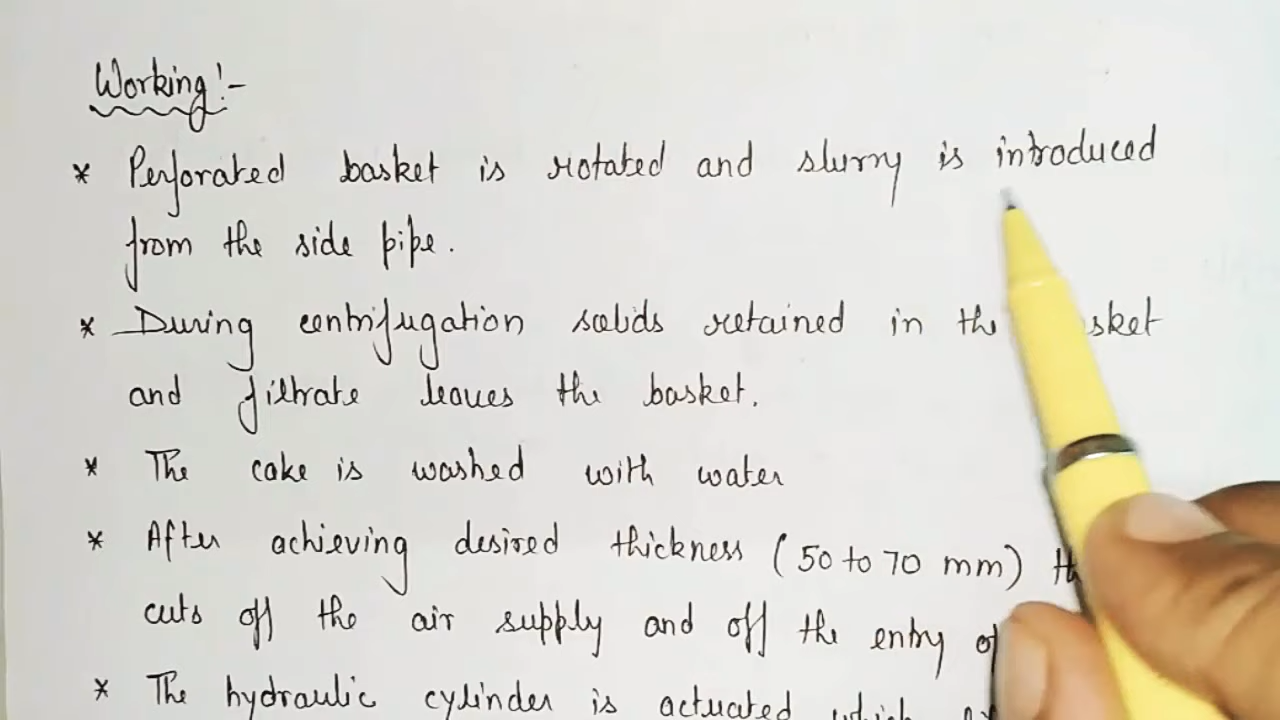 Working:-
* Perforated basket is rotated and slurry is introduced
from the side pipe.
* During centrifugation solids retained in the
and filtrate leaves the basket.
* The cake is washed with water
* After achieving desired thickness (50 to 70 mm)
cuts off the air supply and off the entry
* The hydraulic cylinder is actuated which